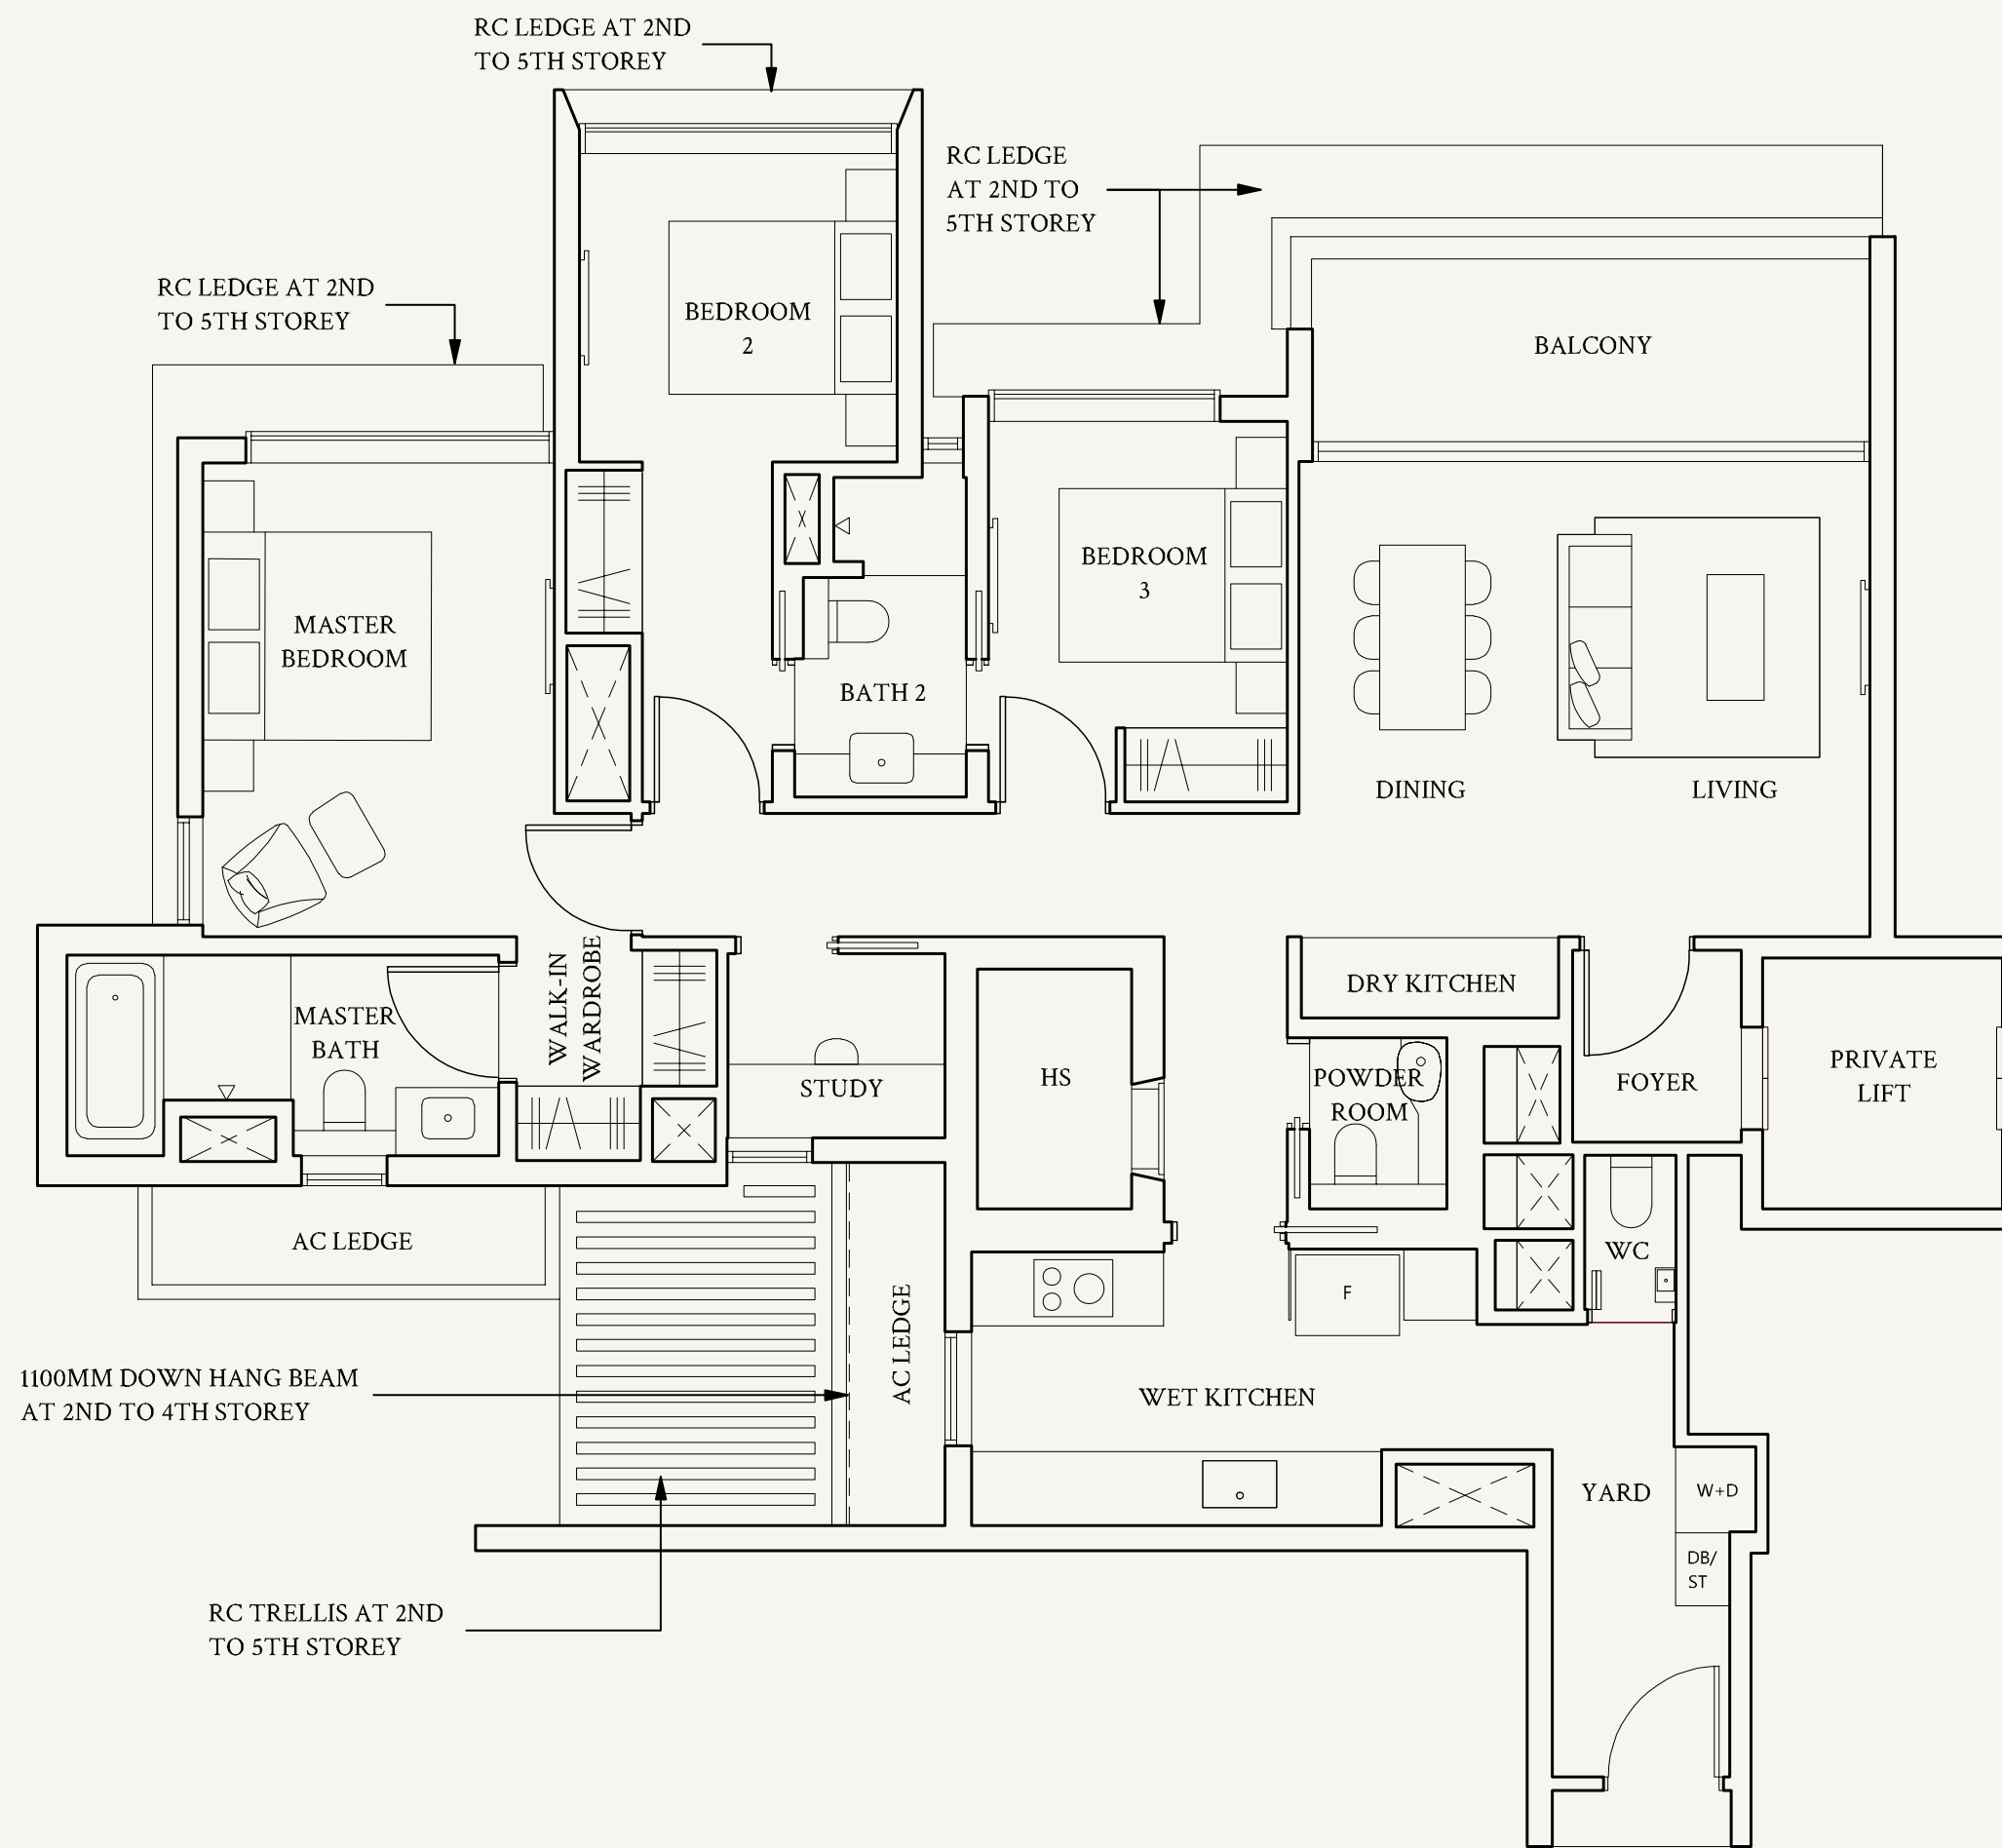 RC LEDGE AT 2ND
TO 5TH STOREY
RC LEDGE
AT 2ND TO
5TH STOREY
RC LEDGE AT 2ND
TO 5TH STOREY
BEDROOM
2
BALCONY
BEDROOM
3
MASTER
BEDROOM
BATH 2
DINING
LIVING
WALK-IN
WARDROBE
DRY KITCHEN
MASTER
BATH
STUDY
HS
POWDER
ROOM
FOYER
PRIVATE
LIFT
AC LEDGE
WC
F
AC LEDGE
1100MM DOWN HANG BEAM
AT 2ND TO 4TH STOREY
WET KITCHEN
YARD
W+D
DB/
ST
RC TRELLIS AT 2ND
TO 5TH STOREY